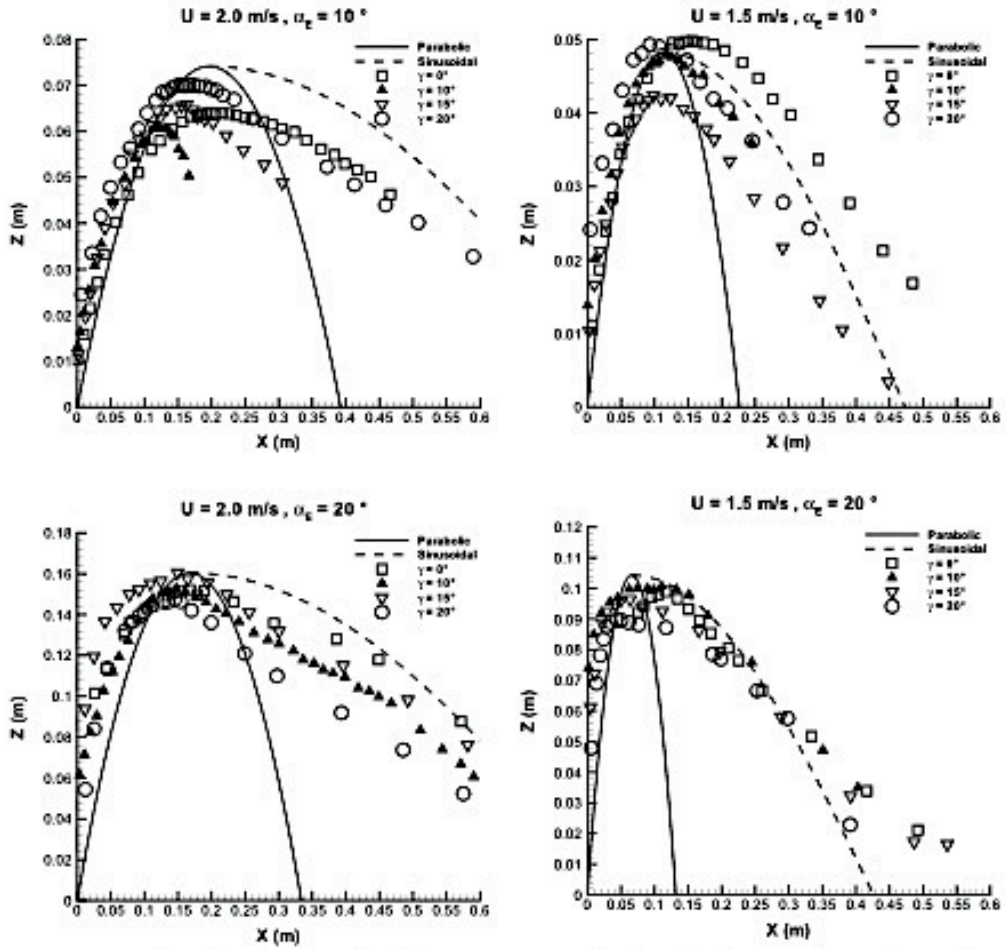 U = 2.0 m/s , αE = 10 °
Parabolic
Sinusoidal
γ = 0°
γ = 10°
γ = 15°
γ = 20°
0.08
0.07
0.06
0.05
0.04
0.03
0.02
0.01
0
Z (m)
0 0.05 0.1 0.15 0.2 0.25 0.3 0.35 0.4 0.45 0.5 0.55 0.6
X (m)
U = 1.5 m/s , αE = 10 °
Parabolic
Sinusoidal
γ = 0°
γ = 10°
γ = 15°
γ = 20°
0.05
0.04
0.03
0.02
0.01
0
Z (m)
0 0.05 0.1 0.15 0.2 0.25 0.3 0.35 0.4 0.45 0.5 0.55 0.6
X (m)
U = 2.0 m/s , αE = 20 °
Parabolic
Sinusoidal
γ = 0°
γ = 10°
γ = 15°
γ = 20°
0.18
0.16
0.14
0.12
0.1
0.08
0.06
0.04
0.02
0
Z (m)
0 0.05 0.1 0.15 0.2 0.25 0.3 0.35 0.4 0.45 0.5 0.55 0.6
X (m)
U = 1.5 m/s , αE = 20 °
Parabolic
Sinusoidal
γ = 0°
γ = 10°
γ = 15°
γ = 20°
0.12
0.11
0.1
0.09
0.08
0.07
0.06
0.05
0.04
0.03
0.02
0.01
0
Z (m)
0 0.05 0.1 0.15 0.2 0.25 0.3 0.35 0.4 0.45 0.5 0.55 0.6
X (m)